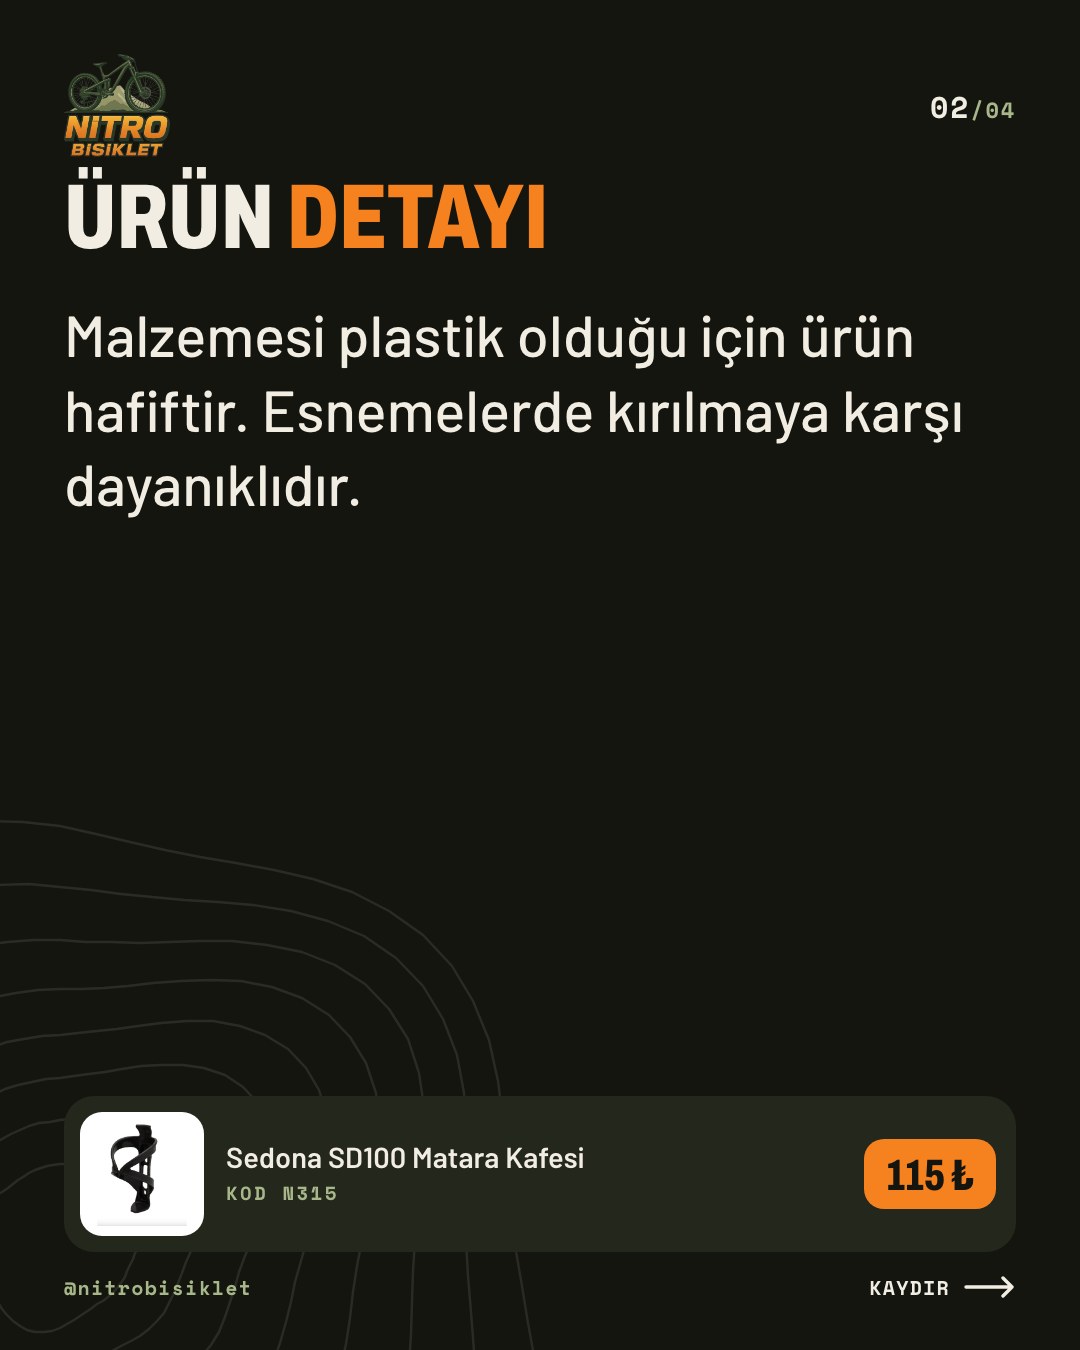 NiTRO
BISIKLET
02/04
ÜRÜN DETAYI
Malzemesi plastik olduğu için ürün
hafiftir. Esnemelerde kırılmaya karşı
dayanıklıdır.
Sedona SD100 Matara Kafesi
KOD N315
115 ₺
@nitrobisiklet
KAYDIR